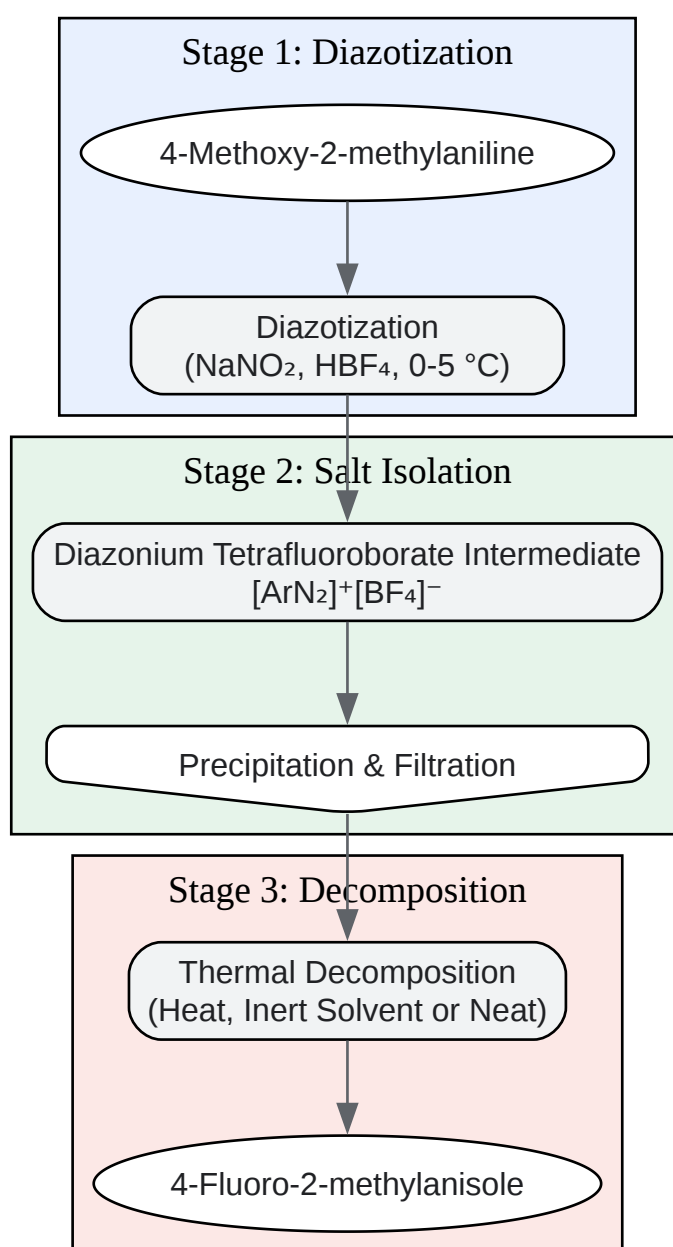 Stage 1: Diazotization
4-Methoxy-2-methylaniline
Diazotization
(NaNO₂, HBF₄, 0-5 °C)
Stage 2: Salt Isolation
Diazonium Tetrafluoroborate Intermediate
[ArN₂]⁺[BF₄]⁻
Precipitation & Filtration
Stage 3: Decomposition
Thermal Decomposition
(Heat, Inert Solvent or Neat)
4-Fluoro-2-methylanisole